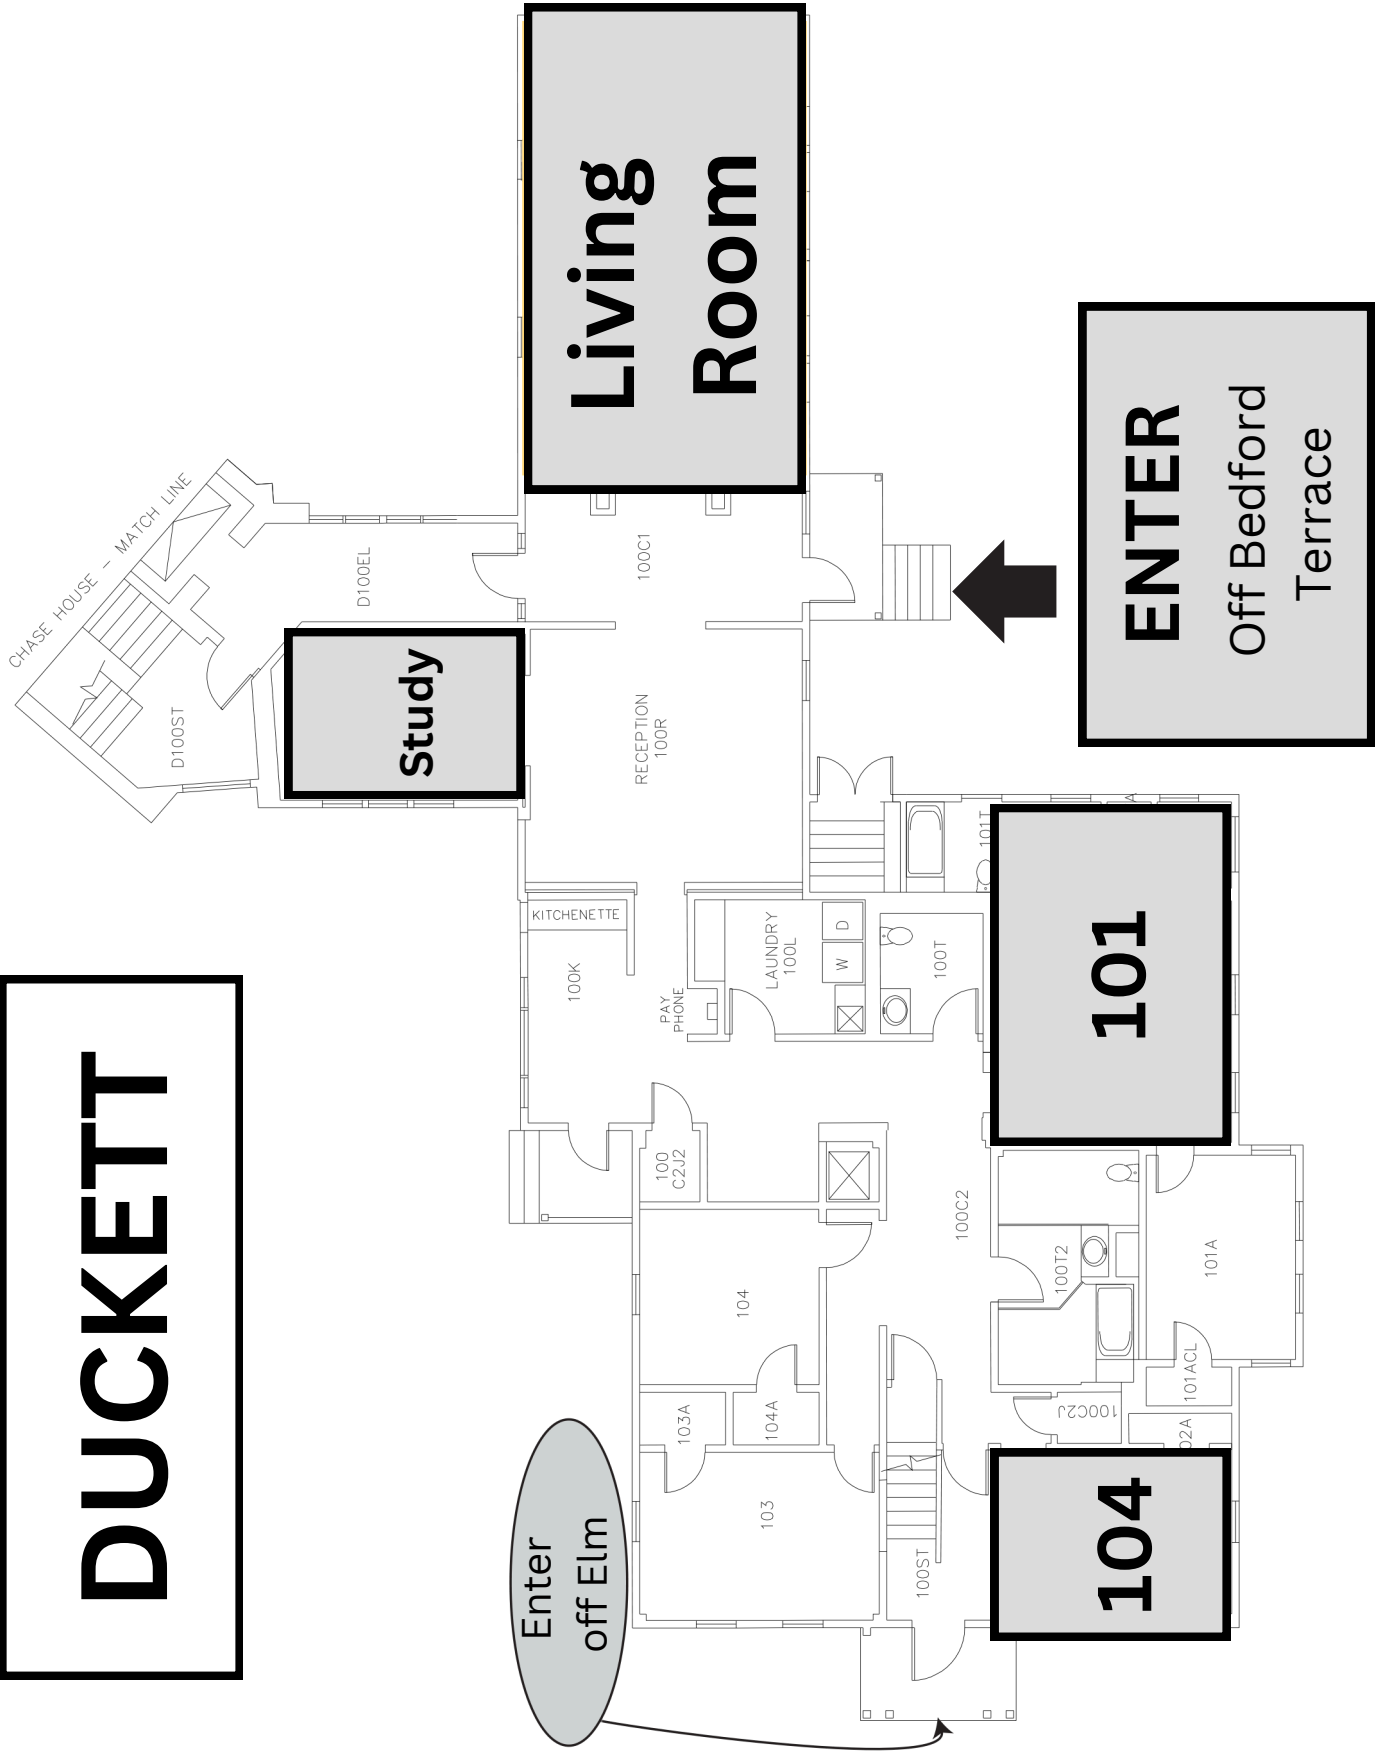 DUCKETT
CHASE HOUSE - MATCH LINE
D100ST
D100EL
Study
Living
Room
100C1
RECEPTION
100R
ENTER
Off Bedford
Terrace
KITCHENETTE
100K
PAY
PHONE
LAUNDRY
100L
W
D
100T
101T
A
101
100
C2J2
104
104A
103A
103
100C2
100T2
101A
101ACL
100C2J
02A
100ST
104
Enter
off Elm